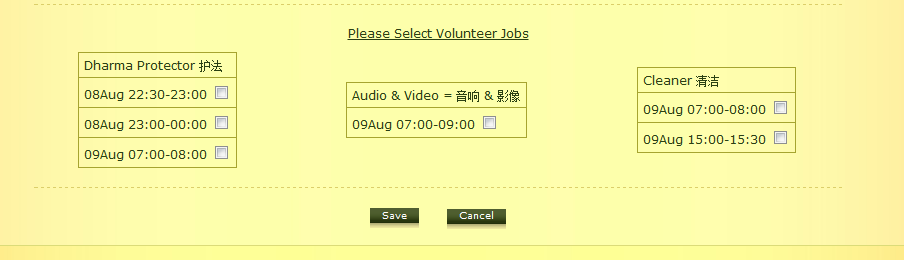 Please Select Volunteer Jobs
Dharma Protector 护法
08Aug 22:30-23:00
08Aug 23:00-00:00
09Aug 07:00-08:00
Audio & Video = 音响 & 影像
09Aug 07:00-09:00
Cleaner 清洁
09Aug 07:00-08:00
09Aug 15:00-15:30
Save
Cancel